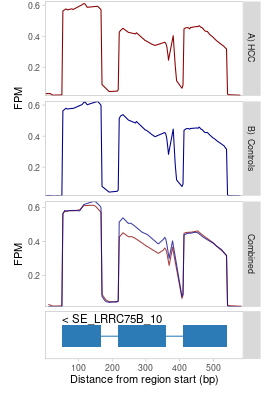 0.6
0.4
0.2
FPM
A) HCC
0.6
0.4
0.2
FPM
B): Controls
0.6
0.4
0.2
FPM
Combined
< SE_LRRC75B_10
100 200 300 400 500
Distance from region start (bp)